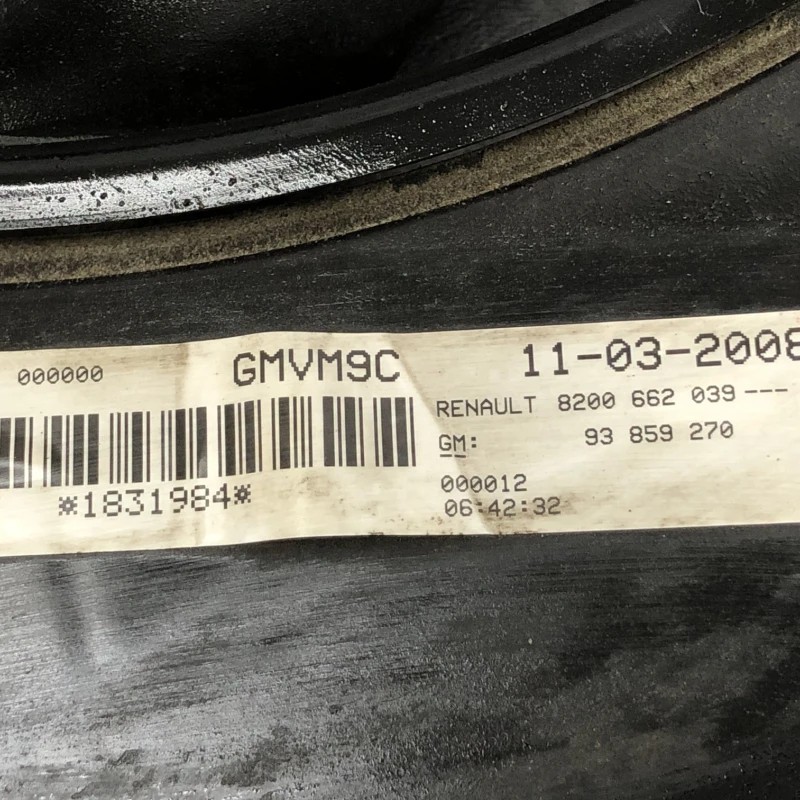 000000 GMVM9C 11-03-2008
RENAULT 8200 662 039---
GM: 93 859 270
*1831984* 000012
06:42:32